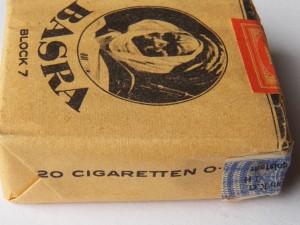 BASRA
BLOCK 7
20 CIGARETTEN O·